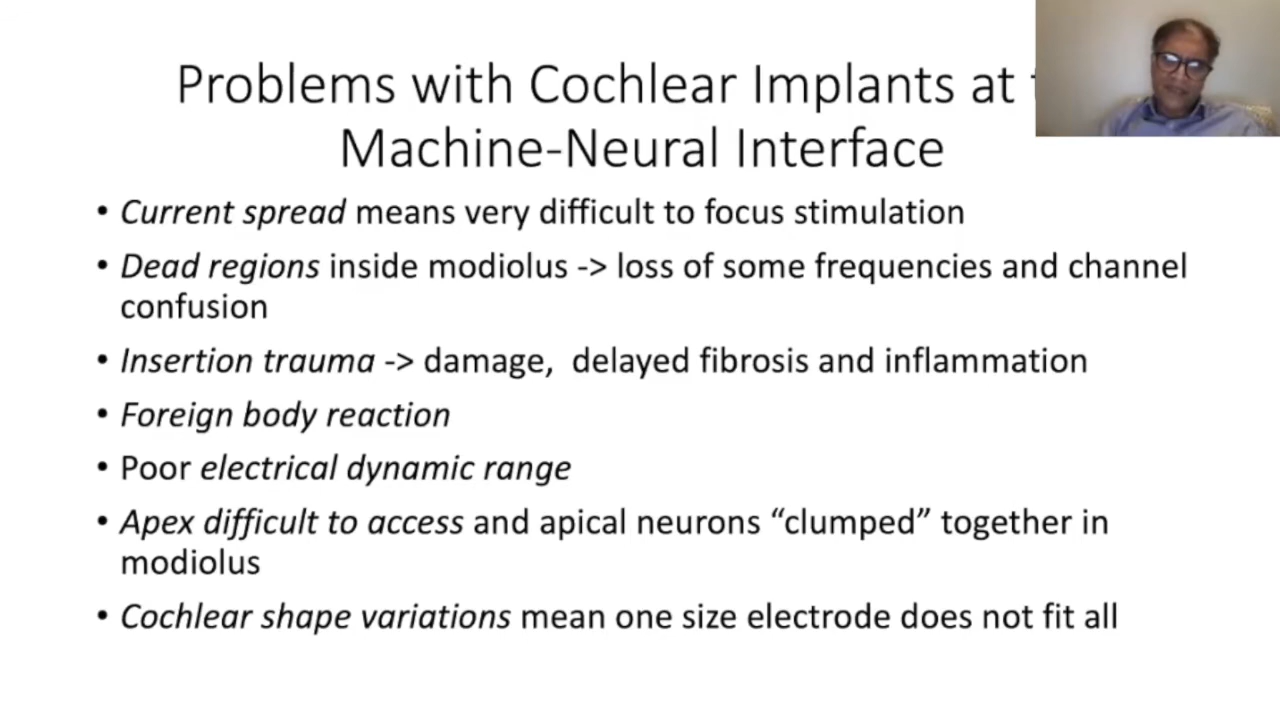 Problems with Cochlear Implants at
Machine-Neural Interface
• Current spread means very difficult to focus stimulation
• Dead regions inside modiolus -> loss of some frequencies and channel
confusion
• Insertion trauma -> damage,  delayed fibrosis and inflammation
• Foreign body reaction
• Poor electrical dynamic range
• Apex difficult to access and apical neurons “clumped” together in
modiolus
• Cochlear shape variations mean one size electrode does not fit all